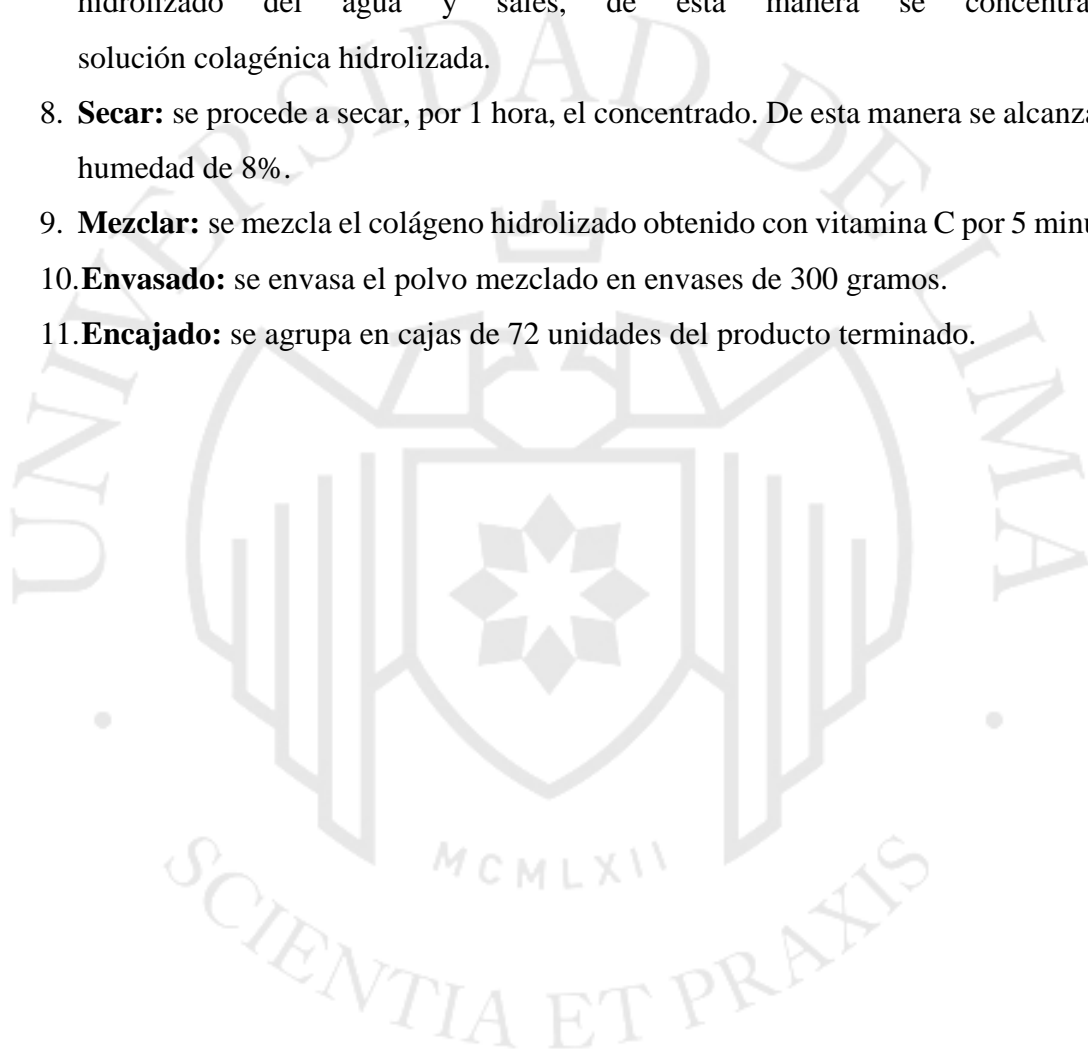 hidrolizado del agua y sales, de esta manera se concentra
solución colagénica hidrolizada.
8. Secar: se procede a secar, por 1 hora, el concentrado. De esta manera se alcanza
humedad de 8%.
9. Mezclar: se mezcla el colágeno hidrolizado obtenido con vitamina C por 5
10. Envasado: se envasa el polvo mezclado en envases de 300 gramos.
11. Encajado: se agrupa en cajas de 72 unidades del producto terminado.
UNIVERSIDAD DE LIMA
MCMLXII
SCIENTIA ET PRAXIS